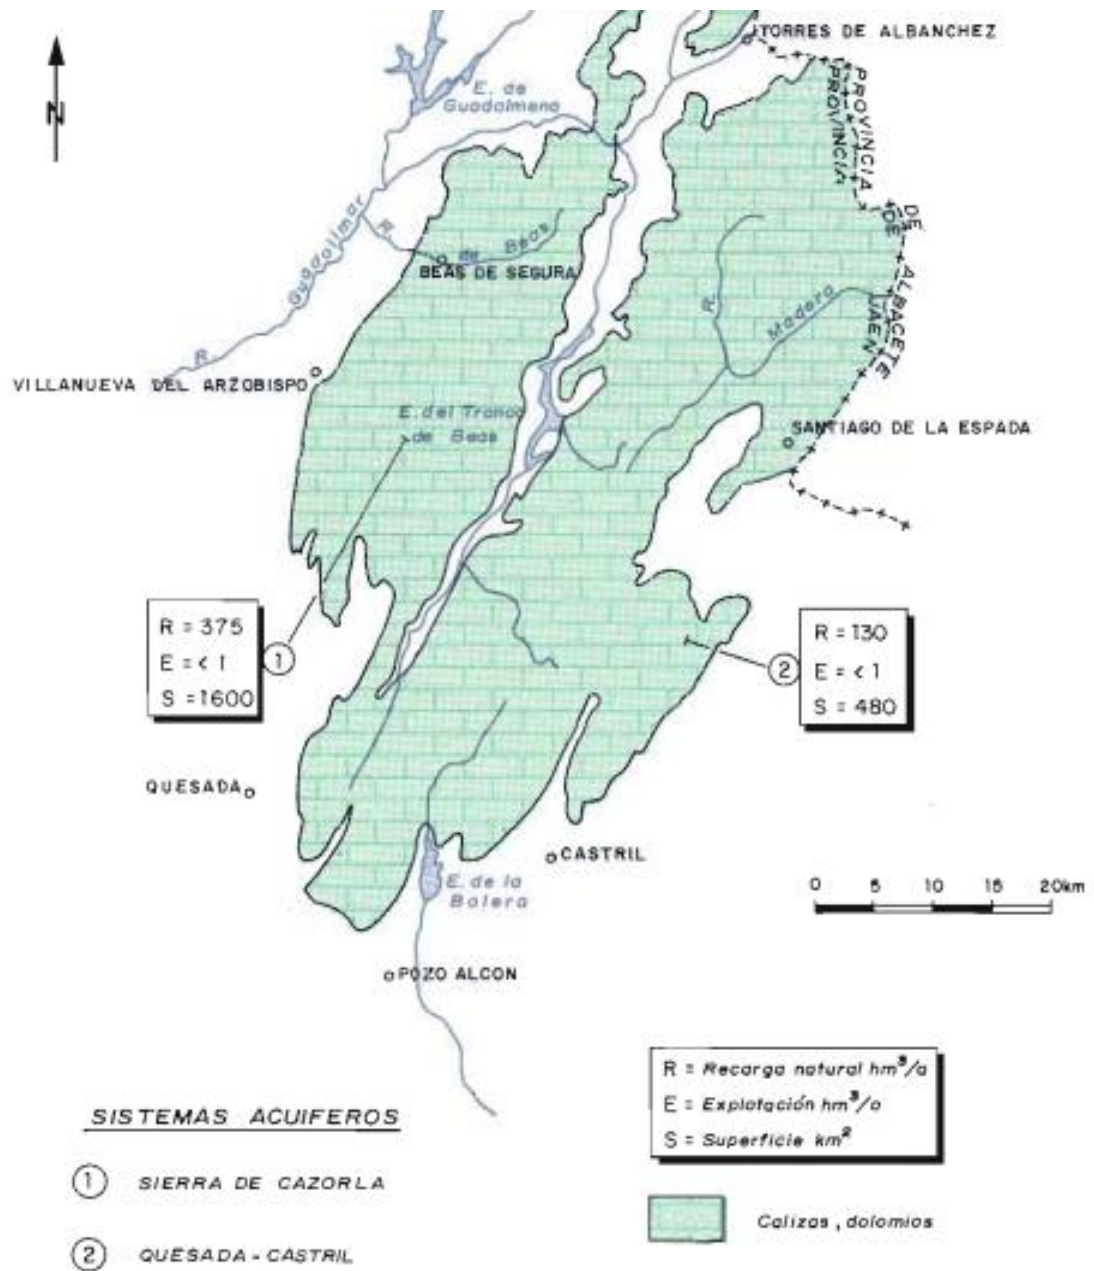 TORRES DE ALBANCHEZ
N
E. de
Guadalmena
PROVINCIA DE ALBACETE
PROVINCIA DE JAEN
Guadalimar
R.
R. de Beas
BEAS DE SEGURA
R. Madera
VILLANUEVA DEL ARZOBISPO
E. del Tranco
de Beas
SANTIAGO DE LA ESPADA
R = 375
E = < 1
S = 1600
1
R = 130
E = < 1
S = 480
2
QUESADA
CASTRIL
E. de la
Bolera
0 5 10 15 20km
POZO ALCON
R = Recarga natural hm³/a
E = Explotación hm³/a
S = Superficie km²
SISTEMAS ACUIFEROS
1 SIERRA DE CAZORLA
2 QUESADA - CASTRIL
Calizas, dolomias